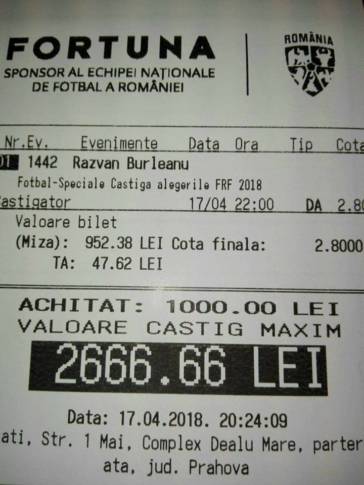 FORTUNA
SPONSOR AL ECHIPEI NAȚIONALE
DE FOTBAL A ROMÂNIEI
ROMÂNIA
Nr.Ev. Evenimente Data Ora Tip Cota
01 1442 Razvan Burleanu
Fotbal-Speciale Castiga alegerile FRF 2018
Castigator 17/04 22:00 DA 2.80
Valoare bilet
(Miza): 952.38 LEI Cota finala: 2.8000
TA: 47.62 LEI
ACHITAT: 1000.00 LEI
VALOARE CASTIG MAXIM
2666.66 LEI
Data: 17.04.2018. 20:24:09
ati, Str. 1 Mai, Complex Dealu Mare, parter
ata, jud. Prahova